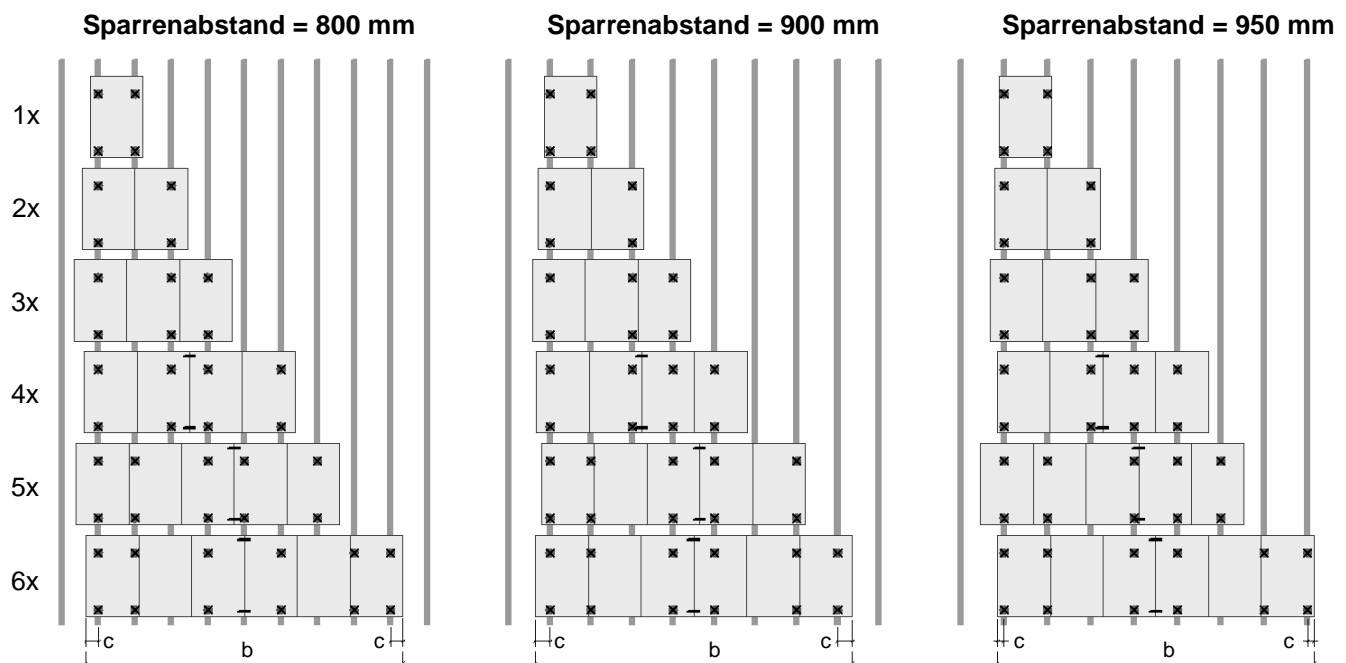 Sparrenabstand = 800 mm
Sparrenabstand = 900 mm
Sparrenabstand = 950 mm
1x
2x
3x
4x
5x
6x
c
b
c
c
b
c
c
b
c